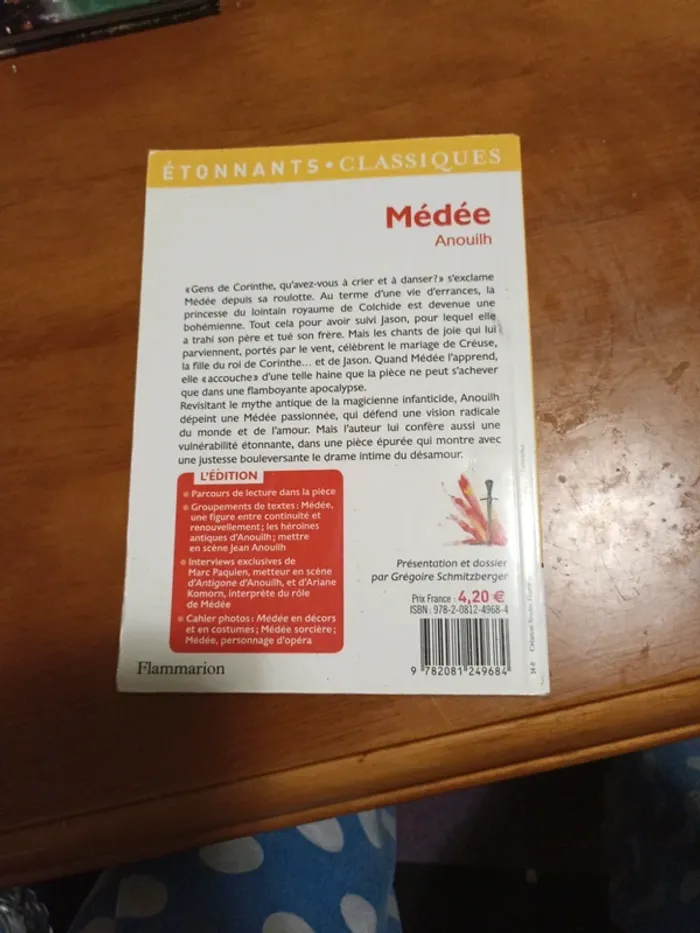 ÉTONNANTS • CLASSIQUES
Médée
Anouilh
« Gens de Corinthe, qu'avez-vous à crier et à danser ? » s'exclame
Médée depuis sa roulotte. Au terme d'une vie d'errances, la
princesse du lointain royaume de Colchide est devenue une
bohémienne. Tout cela pour avoir suivi Jason, pour lequel elle
a trahi son père et tué son frère. Mais les chants de joie qui lui
parviennent, portés par le vent, célèbrent le mariage de Créuse,
la fille du roi de Corinthe... et de Jason. Quand Médée l'apprend,
elle « accouche » d'une telle haine que la pièce ne peut s'achever
que dans une flamboyante apocalypse.
Revisitant le mythe antique de la magicienne infanticide, Anouilh
dépeint une Médée passionnée, qui défend une vision radicale
du monde et de l'amour. Mais l'auteur lui confère aussi une
vulnérabilité étonnante, dans une pièce épurée qui montre avec
une justesse bouleversante le drame intime du désamour.
L'ÉDITION
• Parcours de lecture dans la pièce
• Groupements de textes : Médée,
une figure entre continuité et
renouvellement ; les héroïnes
antiques d'Anouilh ; mettre
en scène Jean Anouilh
• Interviews exclusives de
Marc Paquien, metteur en scène
d'Antigone d'Anouilh, et d'Ariane
Komorn, interprète du rôle
de Médée
• Cahier photos : Médée en décors
et en costumes ; Médée sorcière ;
Médée, personnage d'opéra
Présentation et dossier
par Grégoire Schmitzberger
Prix France : 4,20 €
ISBN : 978-2-0812-4968-4
9 782081 249684
Flammarion